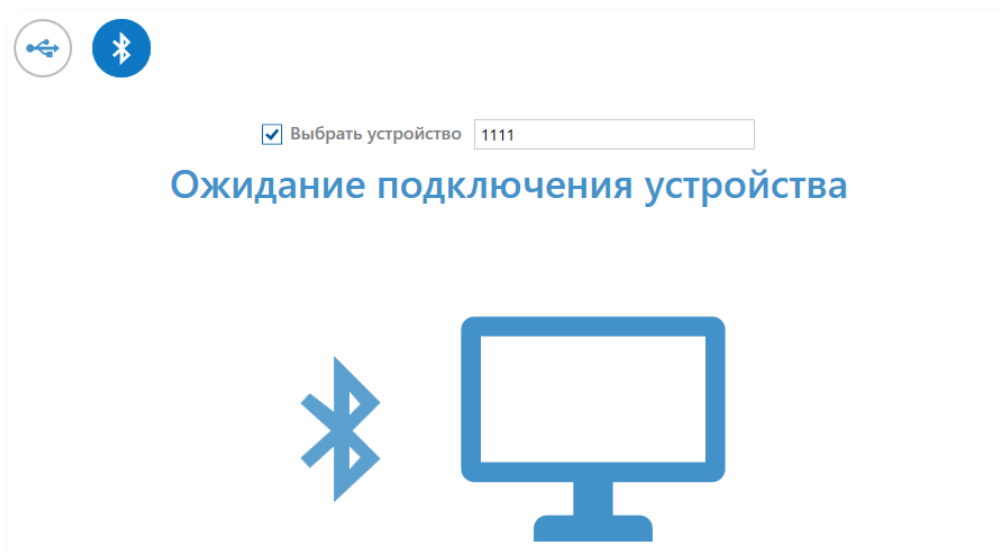 Выбрать устройство 1111
Ожидание подключения устройства